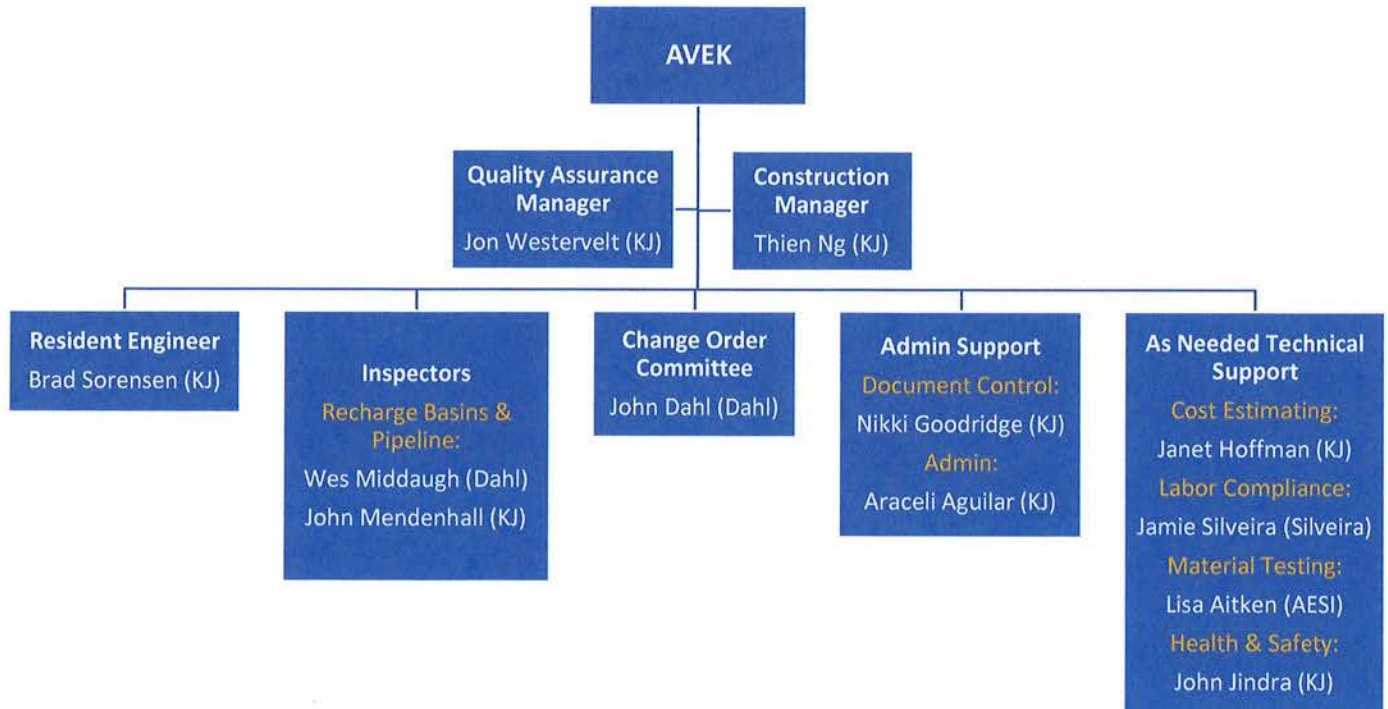 AVEK
Quality Assurance
Manager
Jon Westervelt (KJ)
Construction
Manager
Thien Ng (KJ)
Resident Engineer
Brad Sorensen (KJ)
Inspectors
Recharge Basins &
Pipeline:
Wes Middaugh (Dahl)
John Mendenhall (KJ)
Change Order
Committee
John Dahl (Dahl)
Admin Support
Document Control:
Nikki Goodridge (KJ)
Admin:
Araceli Aguilar (KJ)
As Needed Technical
Support
Cost Estimating:
Janet Hoffman (KJ)
Labor Compliance:
Jamie Silveira (Silveira)
Material Testing:
Lisa Aitken (AESI)
Health & Safety:
John Jindra (KJ)